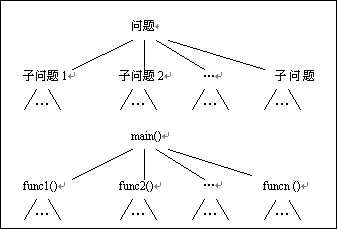 问题
子问题 1 子问题 2 … 子 问 题
… … … …
main()
func1() func2() … funcn ()
… … … …